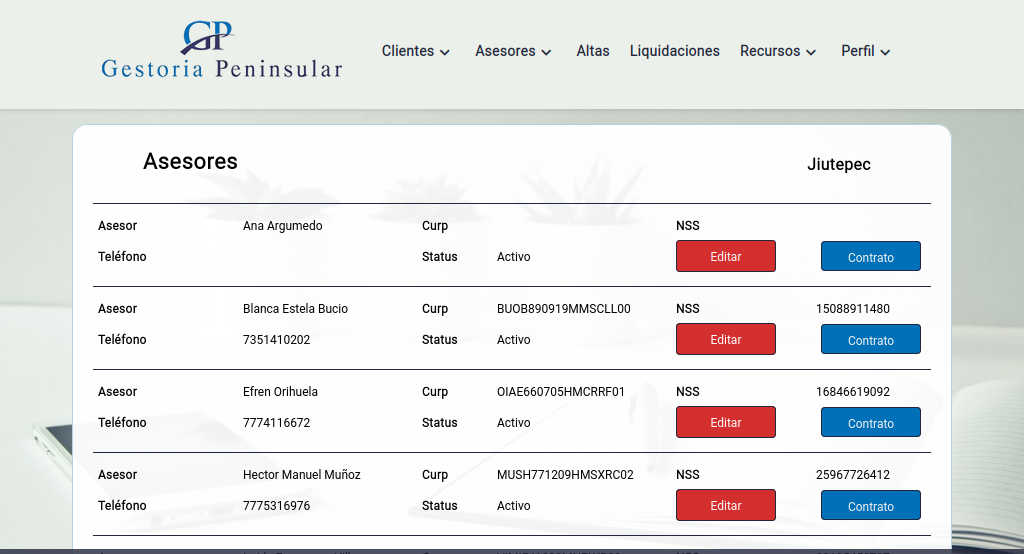 GP
Gestoria Peninsular
Clientes Asesores Altas Liquidaciones Recursos Perfil
Asesores Jiutepec
Asesor Ana Argumedo Curp NSS
Teléfono Status Activo Editar Contrato
Asesor Blanca Estela Bucio Curp BUOB890919MMSCLL00 NSS 15088911480
Teléfono 7351410202 Status Activo Editar Contrato
Asesor Efren Orihuela Curp OIAE660705HMCRRF01 NSS 16846619092
Teléfono 7774116672 Status Activo Editar Contrato
Asesor Hector Manuel Muñoz Curp MUSH771209HMSXRC02 NSS 25967726412
Teléfono 7775316976 Status Activo Editar Contrato